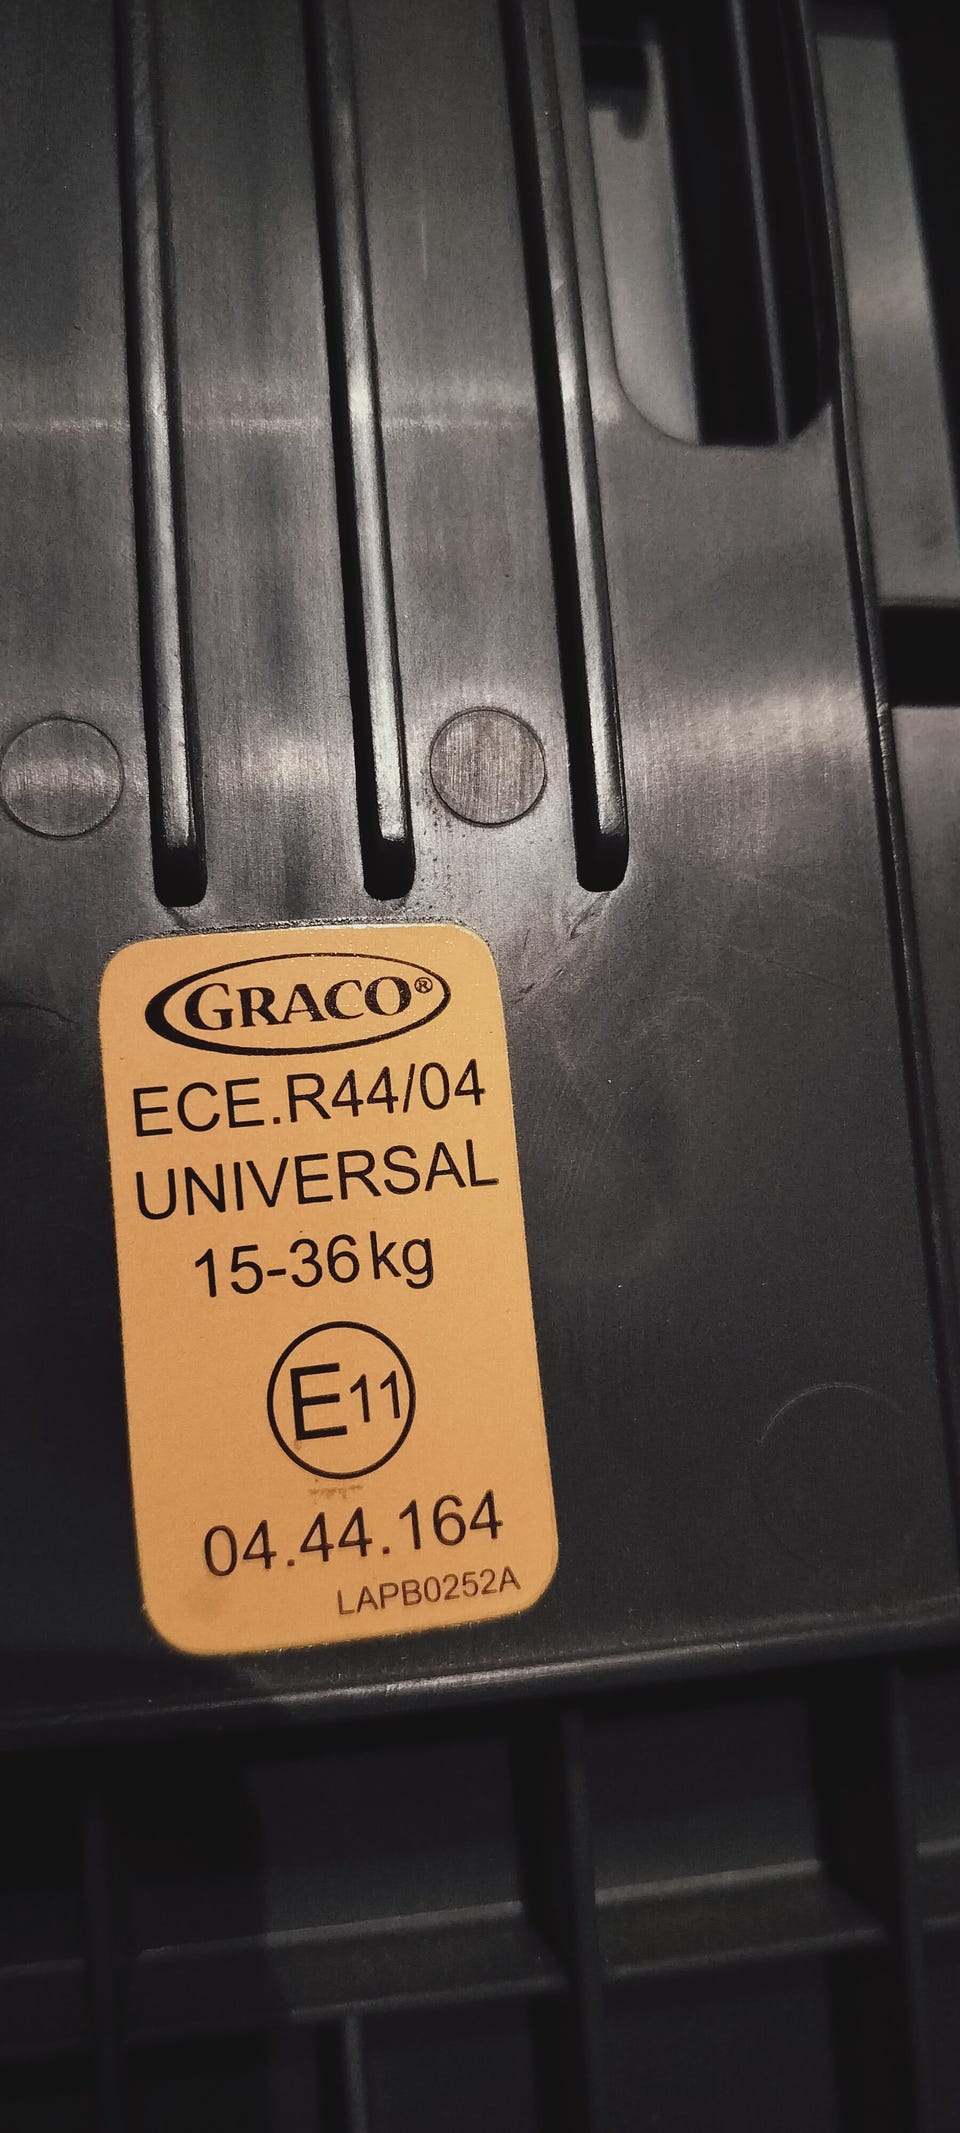 GRACO®
ECE.R44/04
UNIVERSAL
15-36kg
E11
04.44.164
LAPB0252A